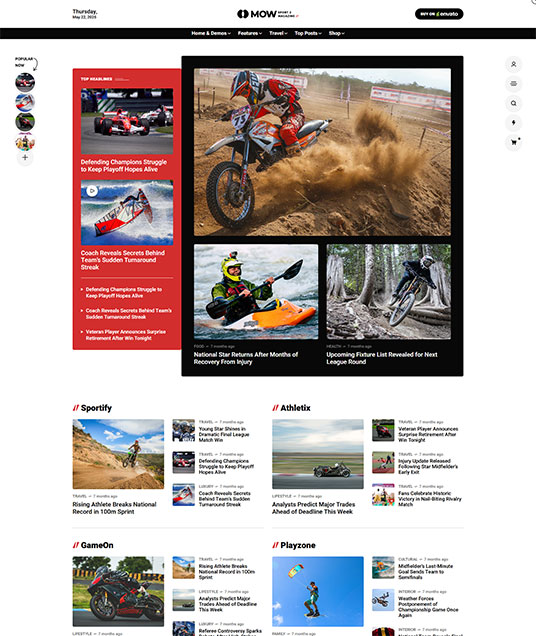 Thursday,
May 22, 2025
MOW SPORT & MAGAZINE //
BUY ON envato
Home & Demos
Features
Travel
Top Posts
Shop
POPULAR
NOW
TOP HEADLINES
Defending Champions Struggle
to Keep Playoff Hopes Alive
Coach Reveals Secrets Behind
Team's Sudden Turnaround
Streak
Defending Champions Struggle to
Keep Playoff Hopes Alive
Coach Reveals Secrets Behind Team's
Sudden Turnaround Streak
Veteran Player Announces Surprise
Retirement After Win Tonight
FOOD — 7 months ago
National Star Returns After Months of
Recovery From Injury
HEALTH — 7 months ago
Upcoming Fixture List Revealed for Next
League Round
// Sportify
TRAVEL — 7 months ago
Rising Athlete Breaks National
Record in 100m Sprint
TRAVEL — 7 months ago
Young Star Shines in
Dramatic Final League
Match Win
TRAVEL — 7 months ago
Defending Champions
Struggle to Keep Playoff
Hopes Alive
LUXURY — 7 months ago
Coach Reveals Secrets
Behind Team's Sudden
Turnaround Streak
// Athletix
LIFESTYLE — 7 months ago
Analysts Predict Major Trades
Ahead of Deadline This Week
TRAVEL — 7 months ago
Veteran Player Announces
Surprise Retirement After
Win Tonight
TRAVEL — 7 months ago
Injury Update Released
Following Star Midfielder's
Early Exit
TRAVEL — 7 months ago
Fans Celebrate Historic
Victory in Nail-Biting Rivalry
Match
// GameOn
LIFESTYLE — 7 months ago
TRAVEL — 7 months ago
Rising Athlete Breaks
National Record in 100m
Sprint
LIFESTYLE — 7 months ago
Analysts Predict Major
Trades Ahead of Deadline
This Week
LUXURY — 7 months ago
Referee Controversy Sparks
// Playzone
FAMILY — 7 months ago
CULTURAL — 7 months ago
Midfielder's Last-Minute
Goal Sends Team to
Semifinals
INTERIOR — 7 months ago
Weather Forces
Postponement of
Championship Game Once
Again
INTERIOR — 7 months ago